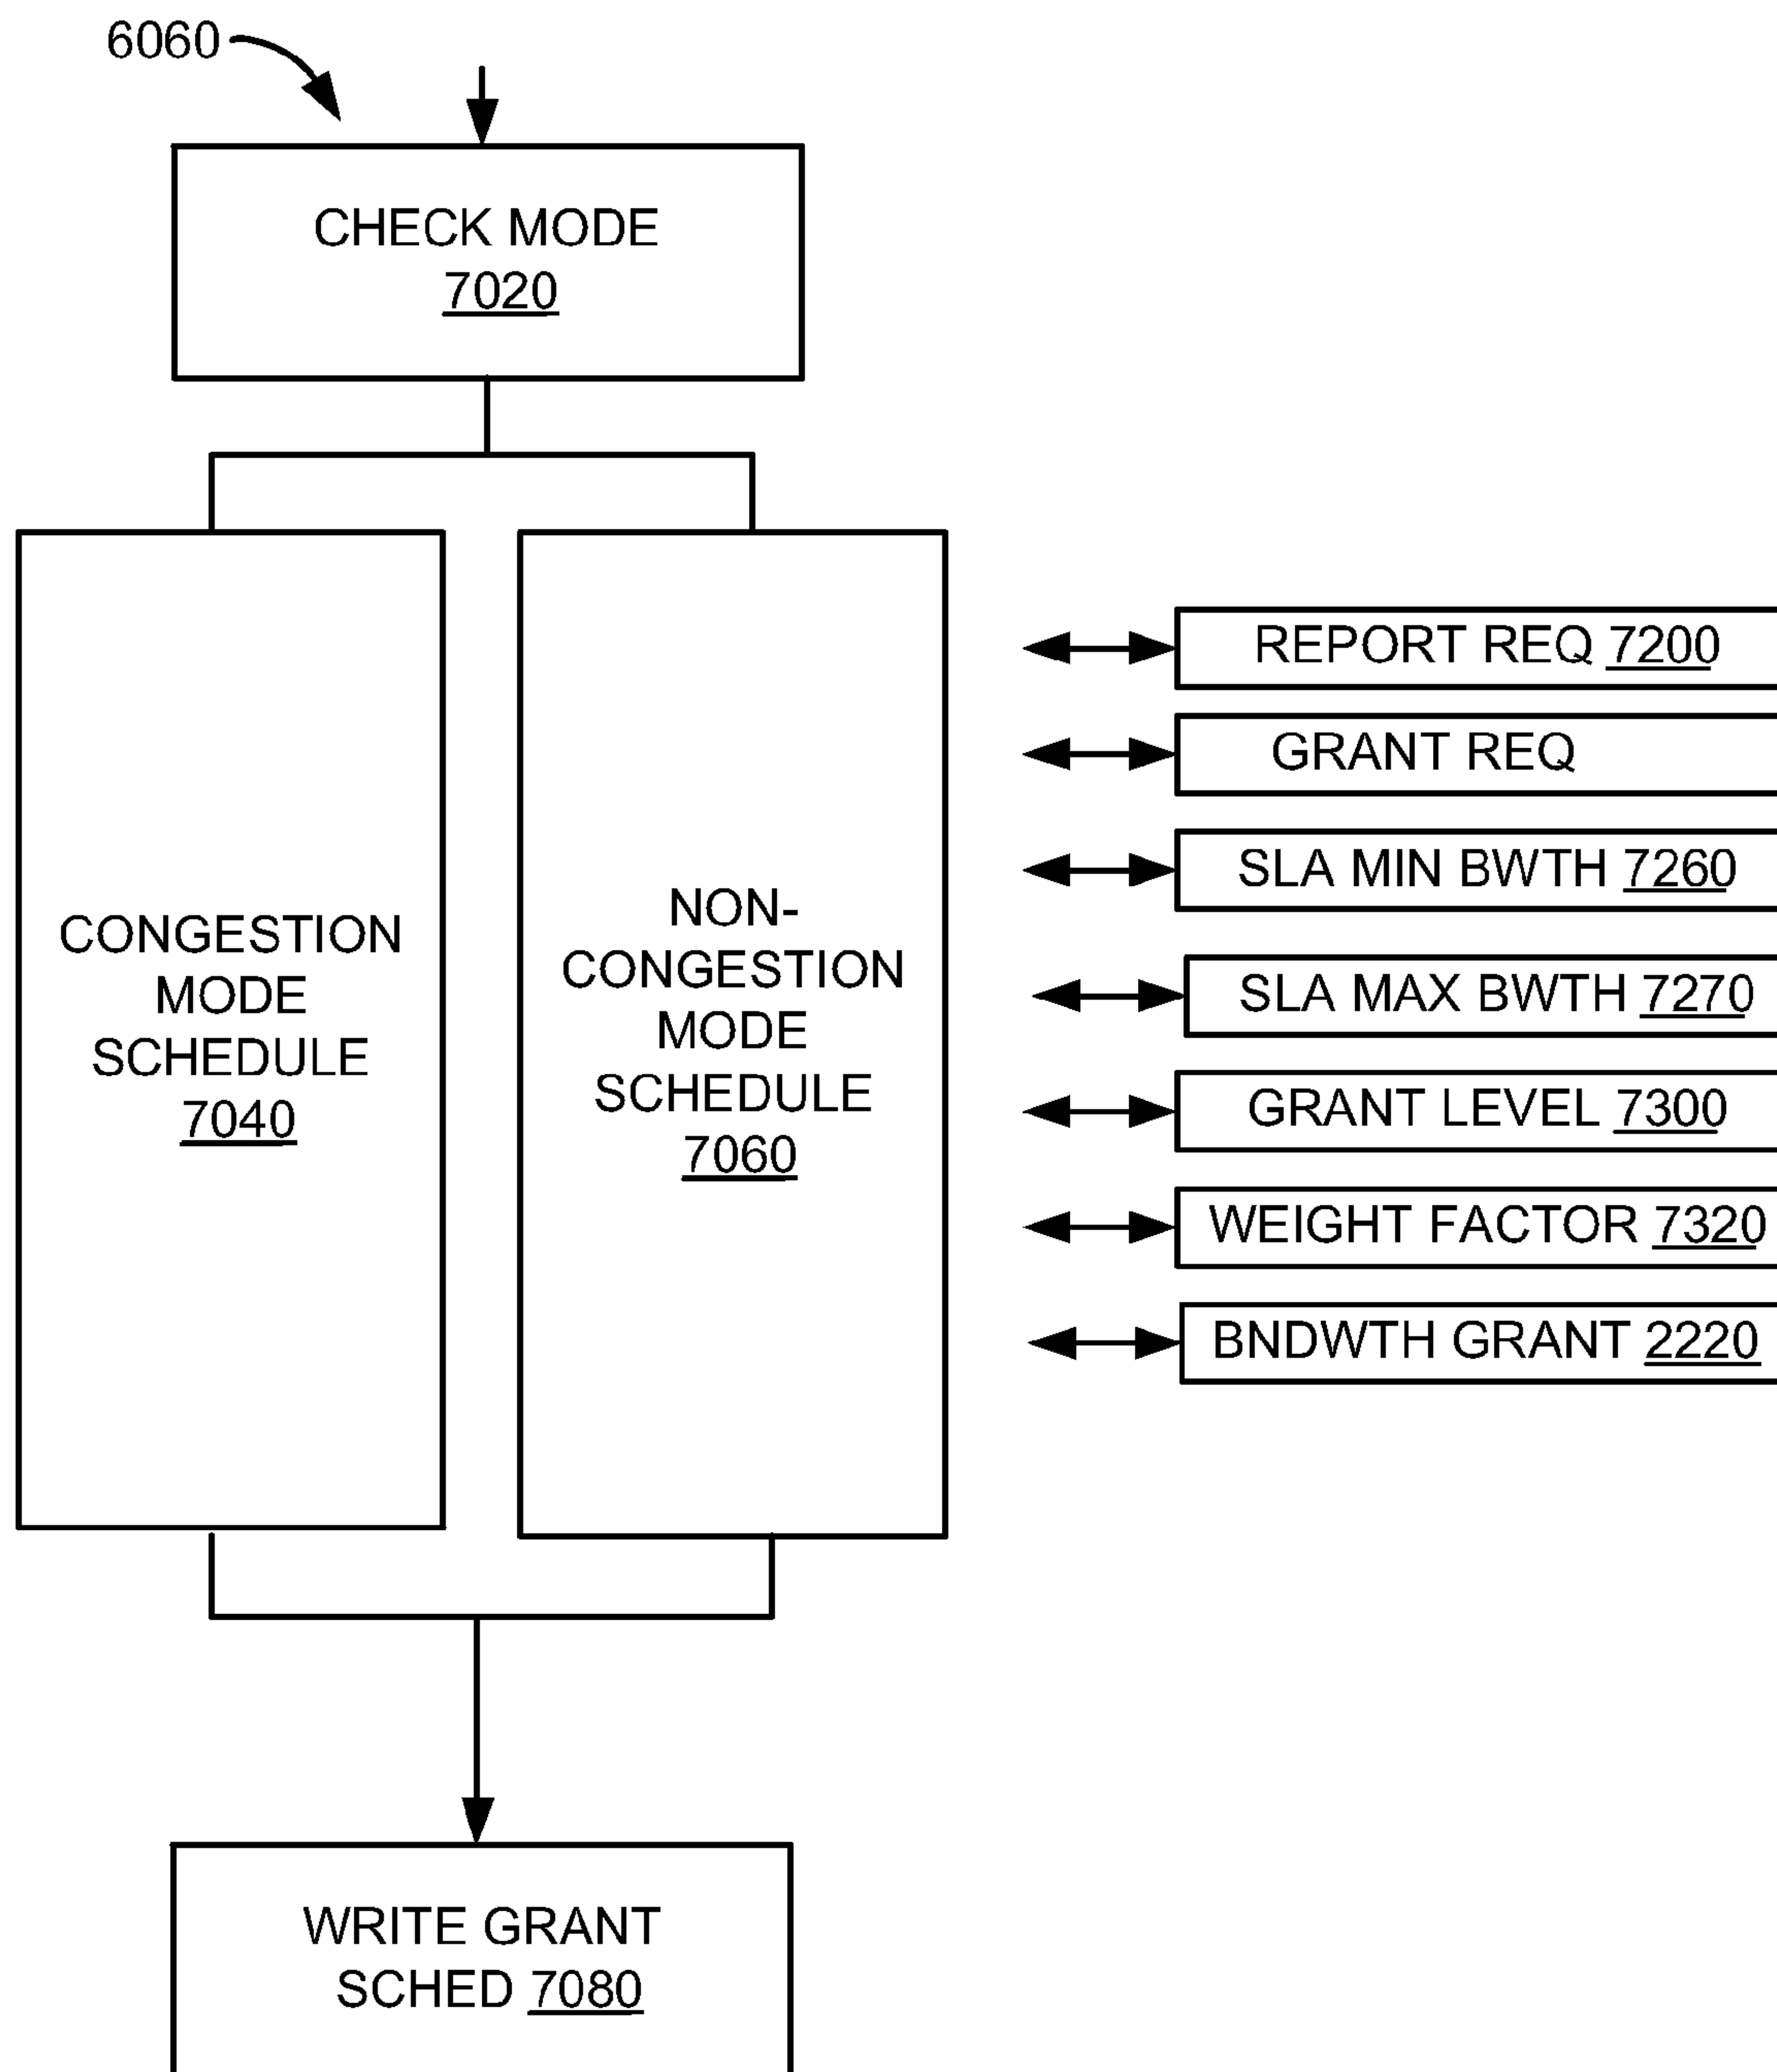 6060
CHECK MODE
7020
CONGESTION
MODE
SCHEDULE
7040
NON-
CONGESTION
MODE
SCHEDULE
7060
REPORT REQ 7200
GRANT REQ
SLA MIN BWTH 7260
SLA MAX BWTH 7270
GRANT LEVEL 7300
WEIGHT FACTOR 7320
BNDWTH GRANT 2220
WRITE GRANT
SCHED 7080